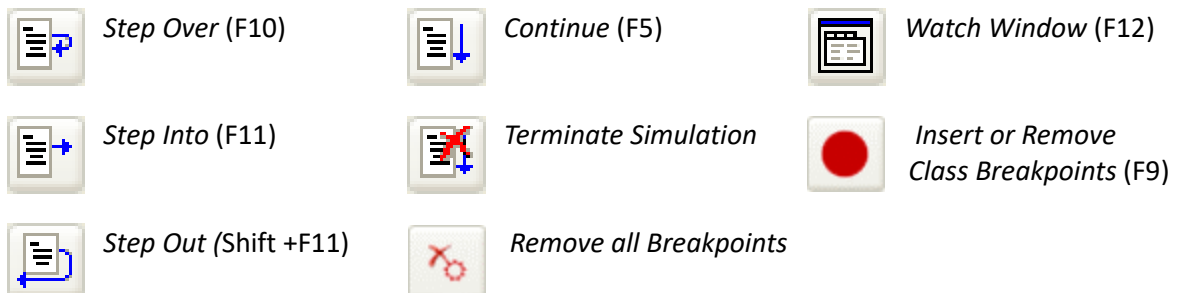 Step Over (F10)
Continue (F5)
Watch Window (F12)
Step Into (F11)
Terminate Simulation
Insert or Remove
Class Breakpoints (F9)
Step Out (Shift +F11)
Remove all Breakpoints